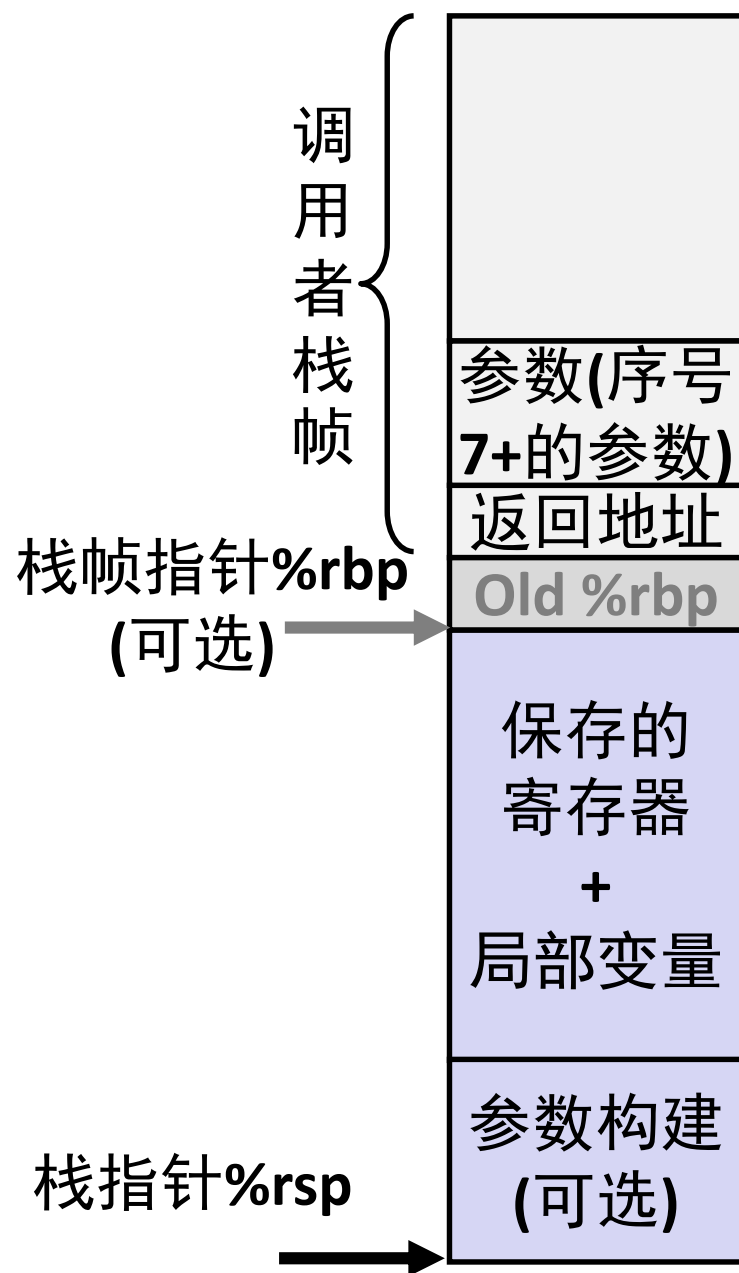 调
用
者
栈
帧
参数(序号
7+的参数)
返回地址
栈帧指针%rbp
(可选)
Old %rbp
保存的
寄存器
+
局部变量
参数构建
(可选)
栈指针%rsp